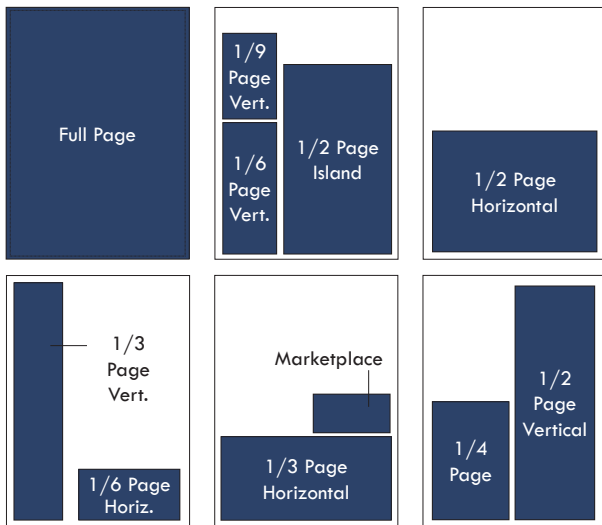 Full Page
1/9
Page
Vert.
1/6
Page
Vert.
1/2 Page
Island
1/2 Page
Horizontal
1/3
Page
Vert.
1/6 Page
Horiz.
Marketplace
1/3 Page
Horizontal
1/4
Page
1/2
Page
Vertical